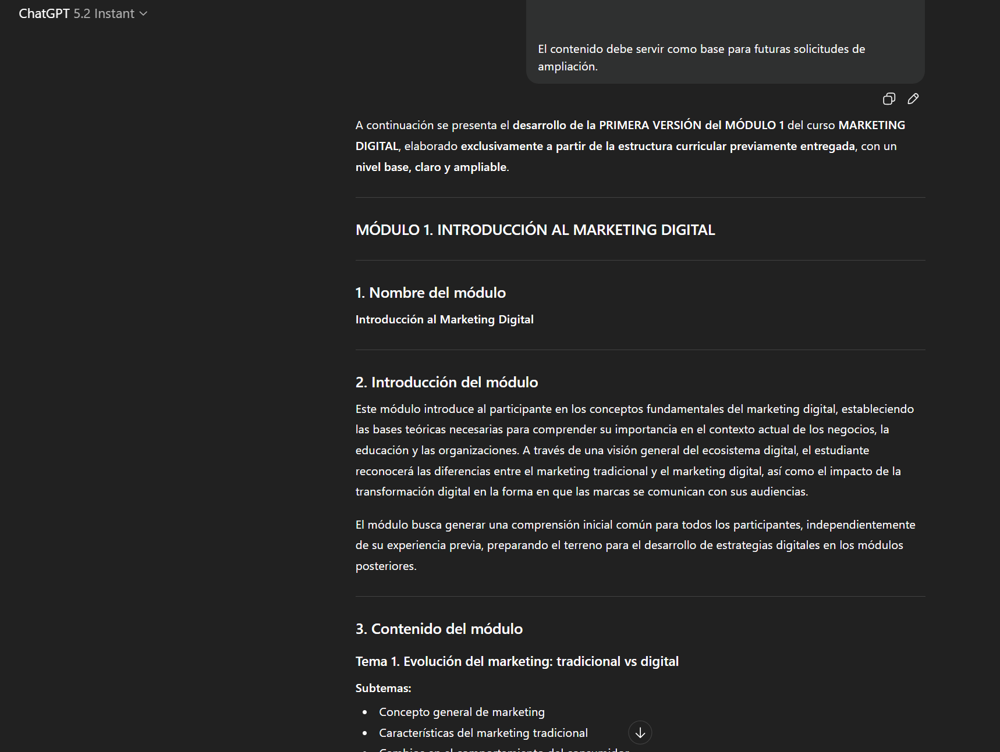 ChatGPT 5.2 Instant
El contenido debe servir como base para futuras solicitudes de
ampliación.
A continuación se presenta el desarrollo de la PRIMERA VERSIÓN del MÓDULO 1 del curso MARKETING
DIGITAL, elaborado exclusivamente a partir de la estructura curricular previamente entregada, con un
nivel base, claro y ampliable.
MÓDULO 1. INTRODUCCIÓN AL MARKETING DIGITAL
1. Nombre del módulo
Introducción al Marketing Digital
2. Introducción del módulo
Este módulo introduce al participante en los conceptos fundamentales del marketing digital, estableciendo
las bases teóricas necesarias para comprender su importancia en el contexto actual de los negocios, la
educación y las organizaciones. A través de una visión general del ecosistema digital, el estudiante
reconocerá las diferencias entre el marketing tradicional y el marketing digital, así como el impacto de la
transformación digital en la forma en que las marcas se comunican con sus audiencias.
El módulo busca generar una comprensión inicial común para todos los participantes, independientemente
de su experiencia previa, preparando el terreno para el desarrollo de estrategias digitales en los módulos
posteriores.
3. Contenido del módulo
Tema 1. Evolución del marketing: tradicional vs digital
Subtemas:
• Concepto general de marketing
• Características del marketing tradicional
• Cambios en el comportamiento del consumidor